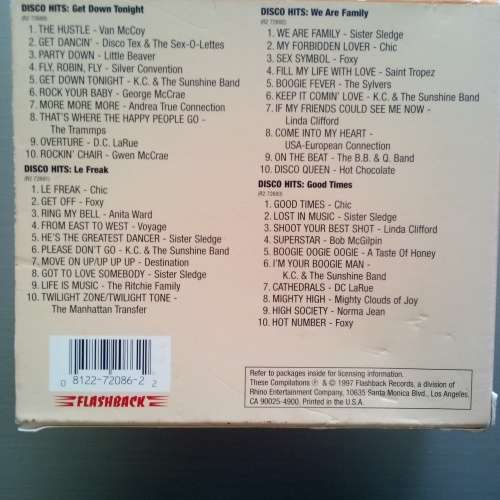 DISCO HITS: Get Down Tonight
1. THE HUSTLE - Van McCoy
2. GET DANCIN' - Disco Tex & The Sex-O-Lettes
3. PARTY DOWN - Little Beaver
4. FLY, ROBIN, FLY - Silver Convention
5. GET DOWN TONIGHT - K.C. & The Sunshine Band
6. ROCK YOUR BABY - George McCrae
7. MORE MORE MORE - Andrea True Connection
8. THAT'S WHERE THE HAPPY PEOPLE GO -
The Trammps
9. OVERTURE - D.C. LaRue
10. ROCKIN' CHAIR - Gwen McCrae
DISCO HITS: Le Freak
(R2 72681)
1. LE FREAK - Chic
2. GET OFF - Foxy
3. RING MY BELL - Anita Ward
4. FROM EAST TO WEST - Voyage
5. HE'S THE GREATEST DANCER - Sister Sledge
6. PLEASE DON'T GO - K.C. & The Sunshine Band
7. MOVE ON UP/UP UP UP - Destination
8. GOT TO LOVE SOMEBODY - Sister Sledge
9. LIFE IS MUSIC - The Ritchie Family
10. TWILIGHT ZONE/TWILIGHT TONE -
The Manhattan Transfer
DISCO HITS: We Are Family
1. WE ARE FAMILY - Sister Sledge
2. MY FORBIDDEN LOVER - Chic
3. SEX SYMBOL - Foxy
4. FILL MY LIFE WITH LOVE - Saint Tropez
5. BOOGIE FEVER - The Sylvers
6. KEEP IT COMIN' LOVE - K.C. & The Sunshine Band
7. IF MY FRIENDS COULD SEE ME NOW -
Linda Clifford
8. COME INTO MY HEART -
USA-European Connection
9. ON THE BEAT - The B.B. & Q. Band
10. DISCO QUEEN - Hot Chocolate
DISCO HITS: Good Times
1. GOOD TIMES - Chic
2. LOST IN MUSIC - Sister Sledge
3. SHOOT YOUR BEST SHOT - Linda Clifford
4. SUPERSTAR - Bob McGilpin
5. BOOGIE OOGIE OOGIE - A Taste Of Honey
6. I'M YOUR BOOGIE MAN -
K.C. & The Sunshine Band
7. CATHEDRALS - DC LaRue
8. MIGHTY HIGH - Mighty Clouds of Joy
9. HIGH SOCIETY - Norma Jean
10. HOT NUMBER - Foxy
0 8122-72086-2 2
FLASHBACK
Refer to packages inside for licensing information.
These Compilations ℗ & © 1997 Flashback Records, a division of
Rhino Entertainment Company, 10635 Santa Monica Blvd., Los Angeles,
CA 90025-4900. Printed in the U.S.A.